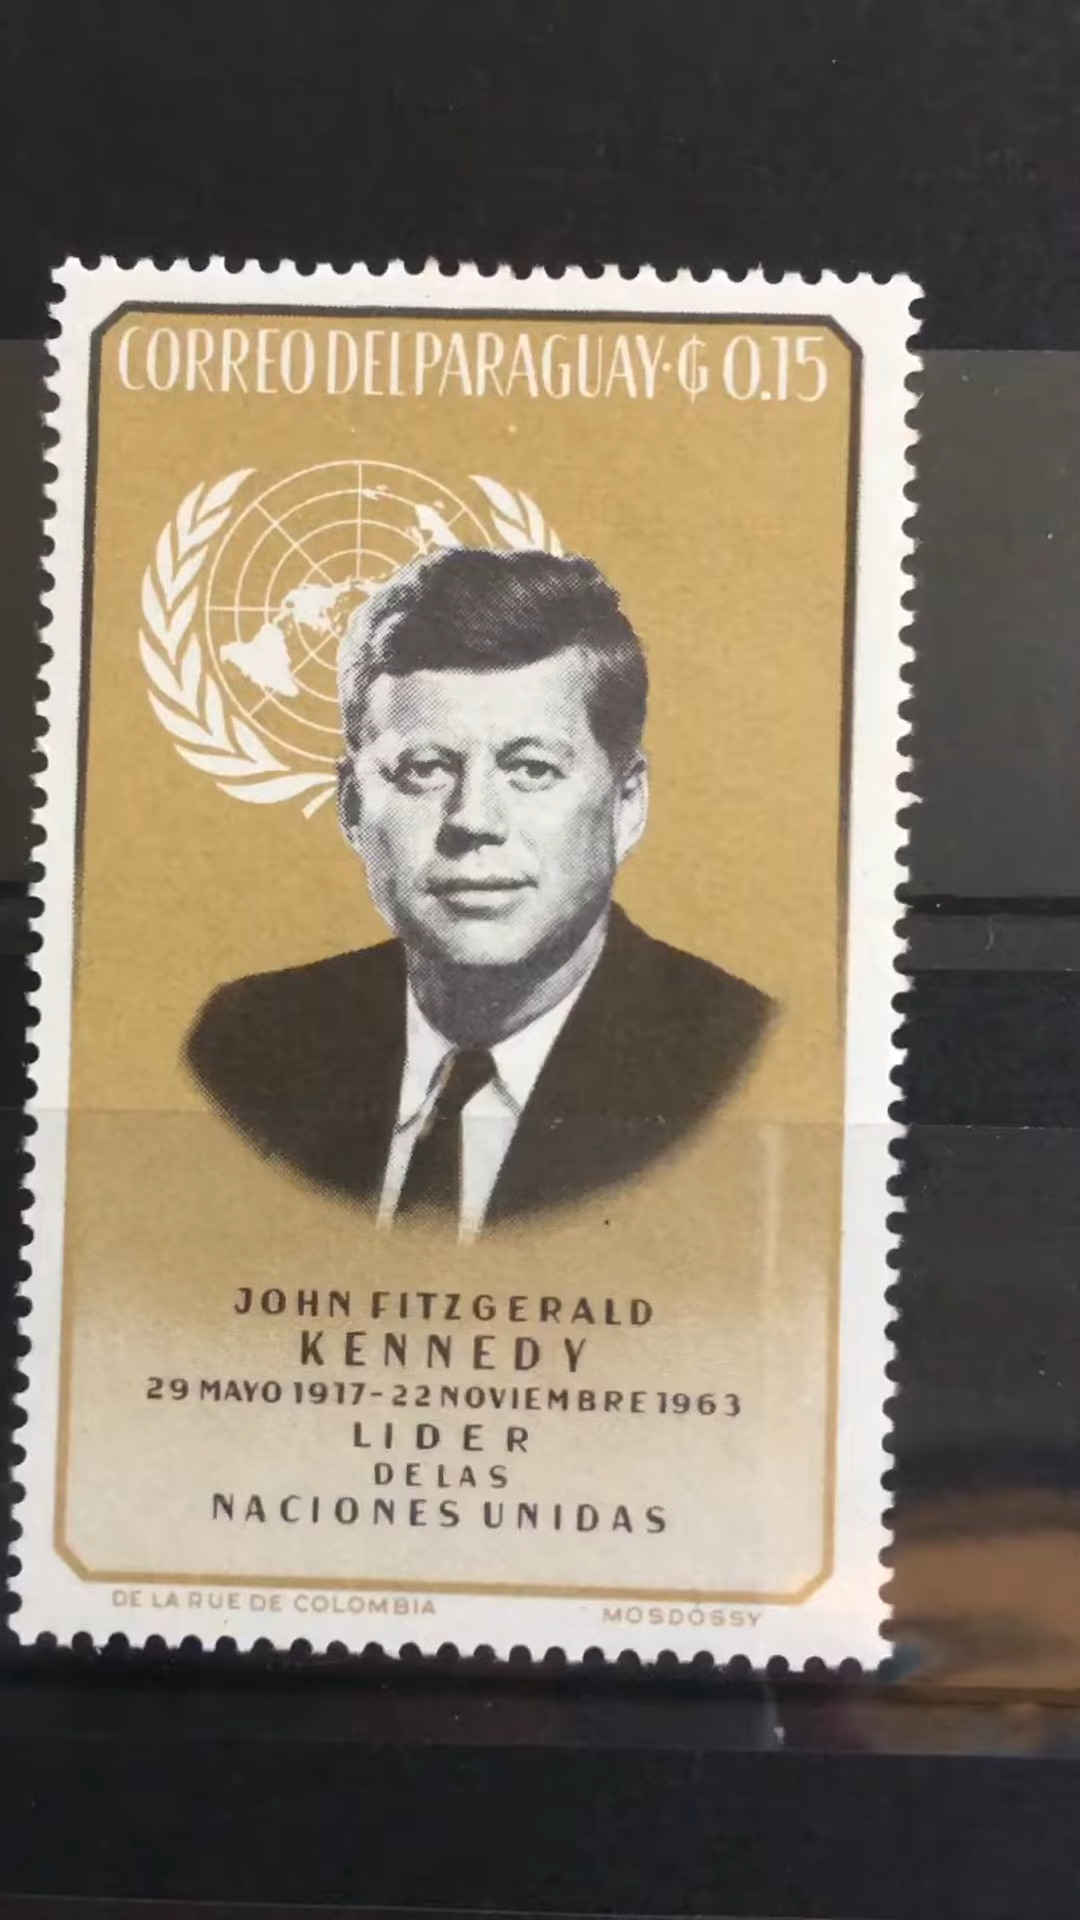 CORREO DEL PARAGUAY·₲ 0.15
JOHN FITZGERALD
KENNEDY
29 MAYO 1917-22 NOVIEMBRE 1963
LIDER
DE LAS
NACIONES UNIDAS
DE LA RUE DE COLOMBIA MOSDÓSSY